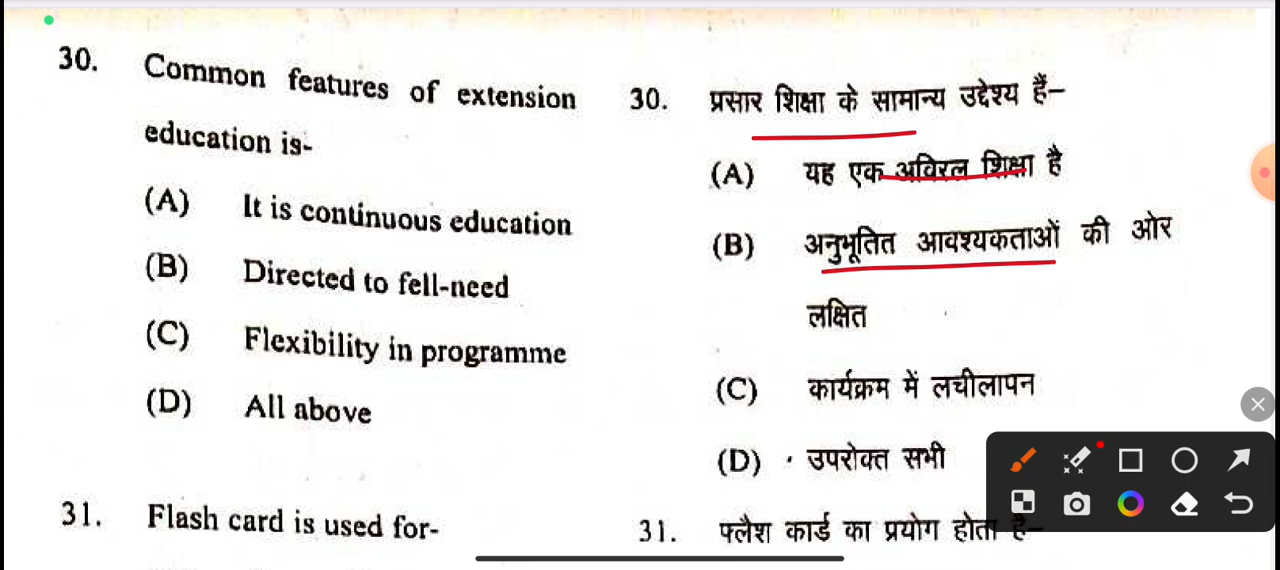 30. Common features of extension
education is-
(A) It is continuous education
(B) Directed to fell-need
(C) Flexibility in programme
(D) All above
31. Flash card is used for-
30. प्रसार शिक्षा के सामान्य उद्देश्य हैं–
(A) यह एक अविरल शिक्षा है
(B) अनुभूतित आवश्यकताओं की ओर
लक्षित
(C) कार्यक्रम में लचीलापन
(D) उपरोक्त सभी
31. फ्लैश कार्ड का प्रयोग होता है–